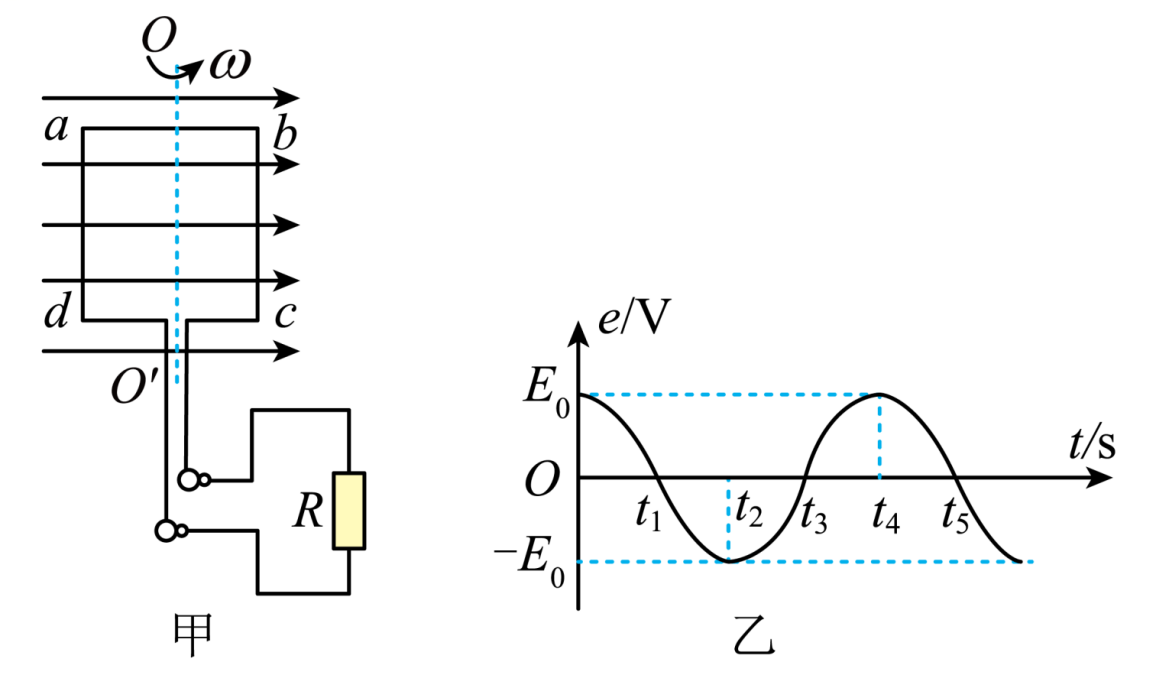 O
ω
a
b
d
c
O′
R
甲
e/V
E₀
O
t/s
t₁
t₂
t₃
t₄
t₅
−E₀
乙